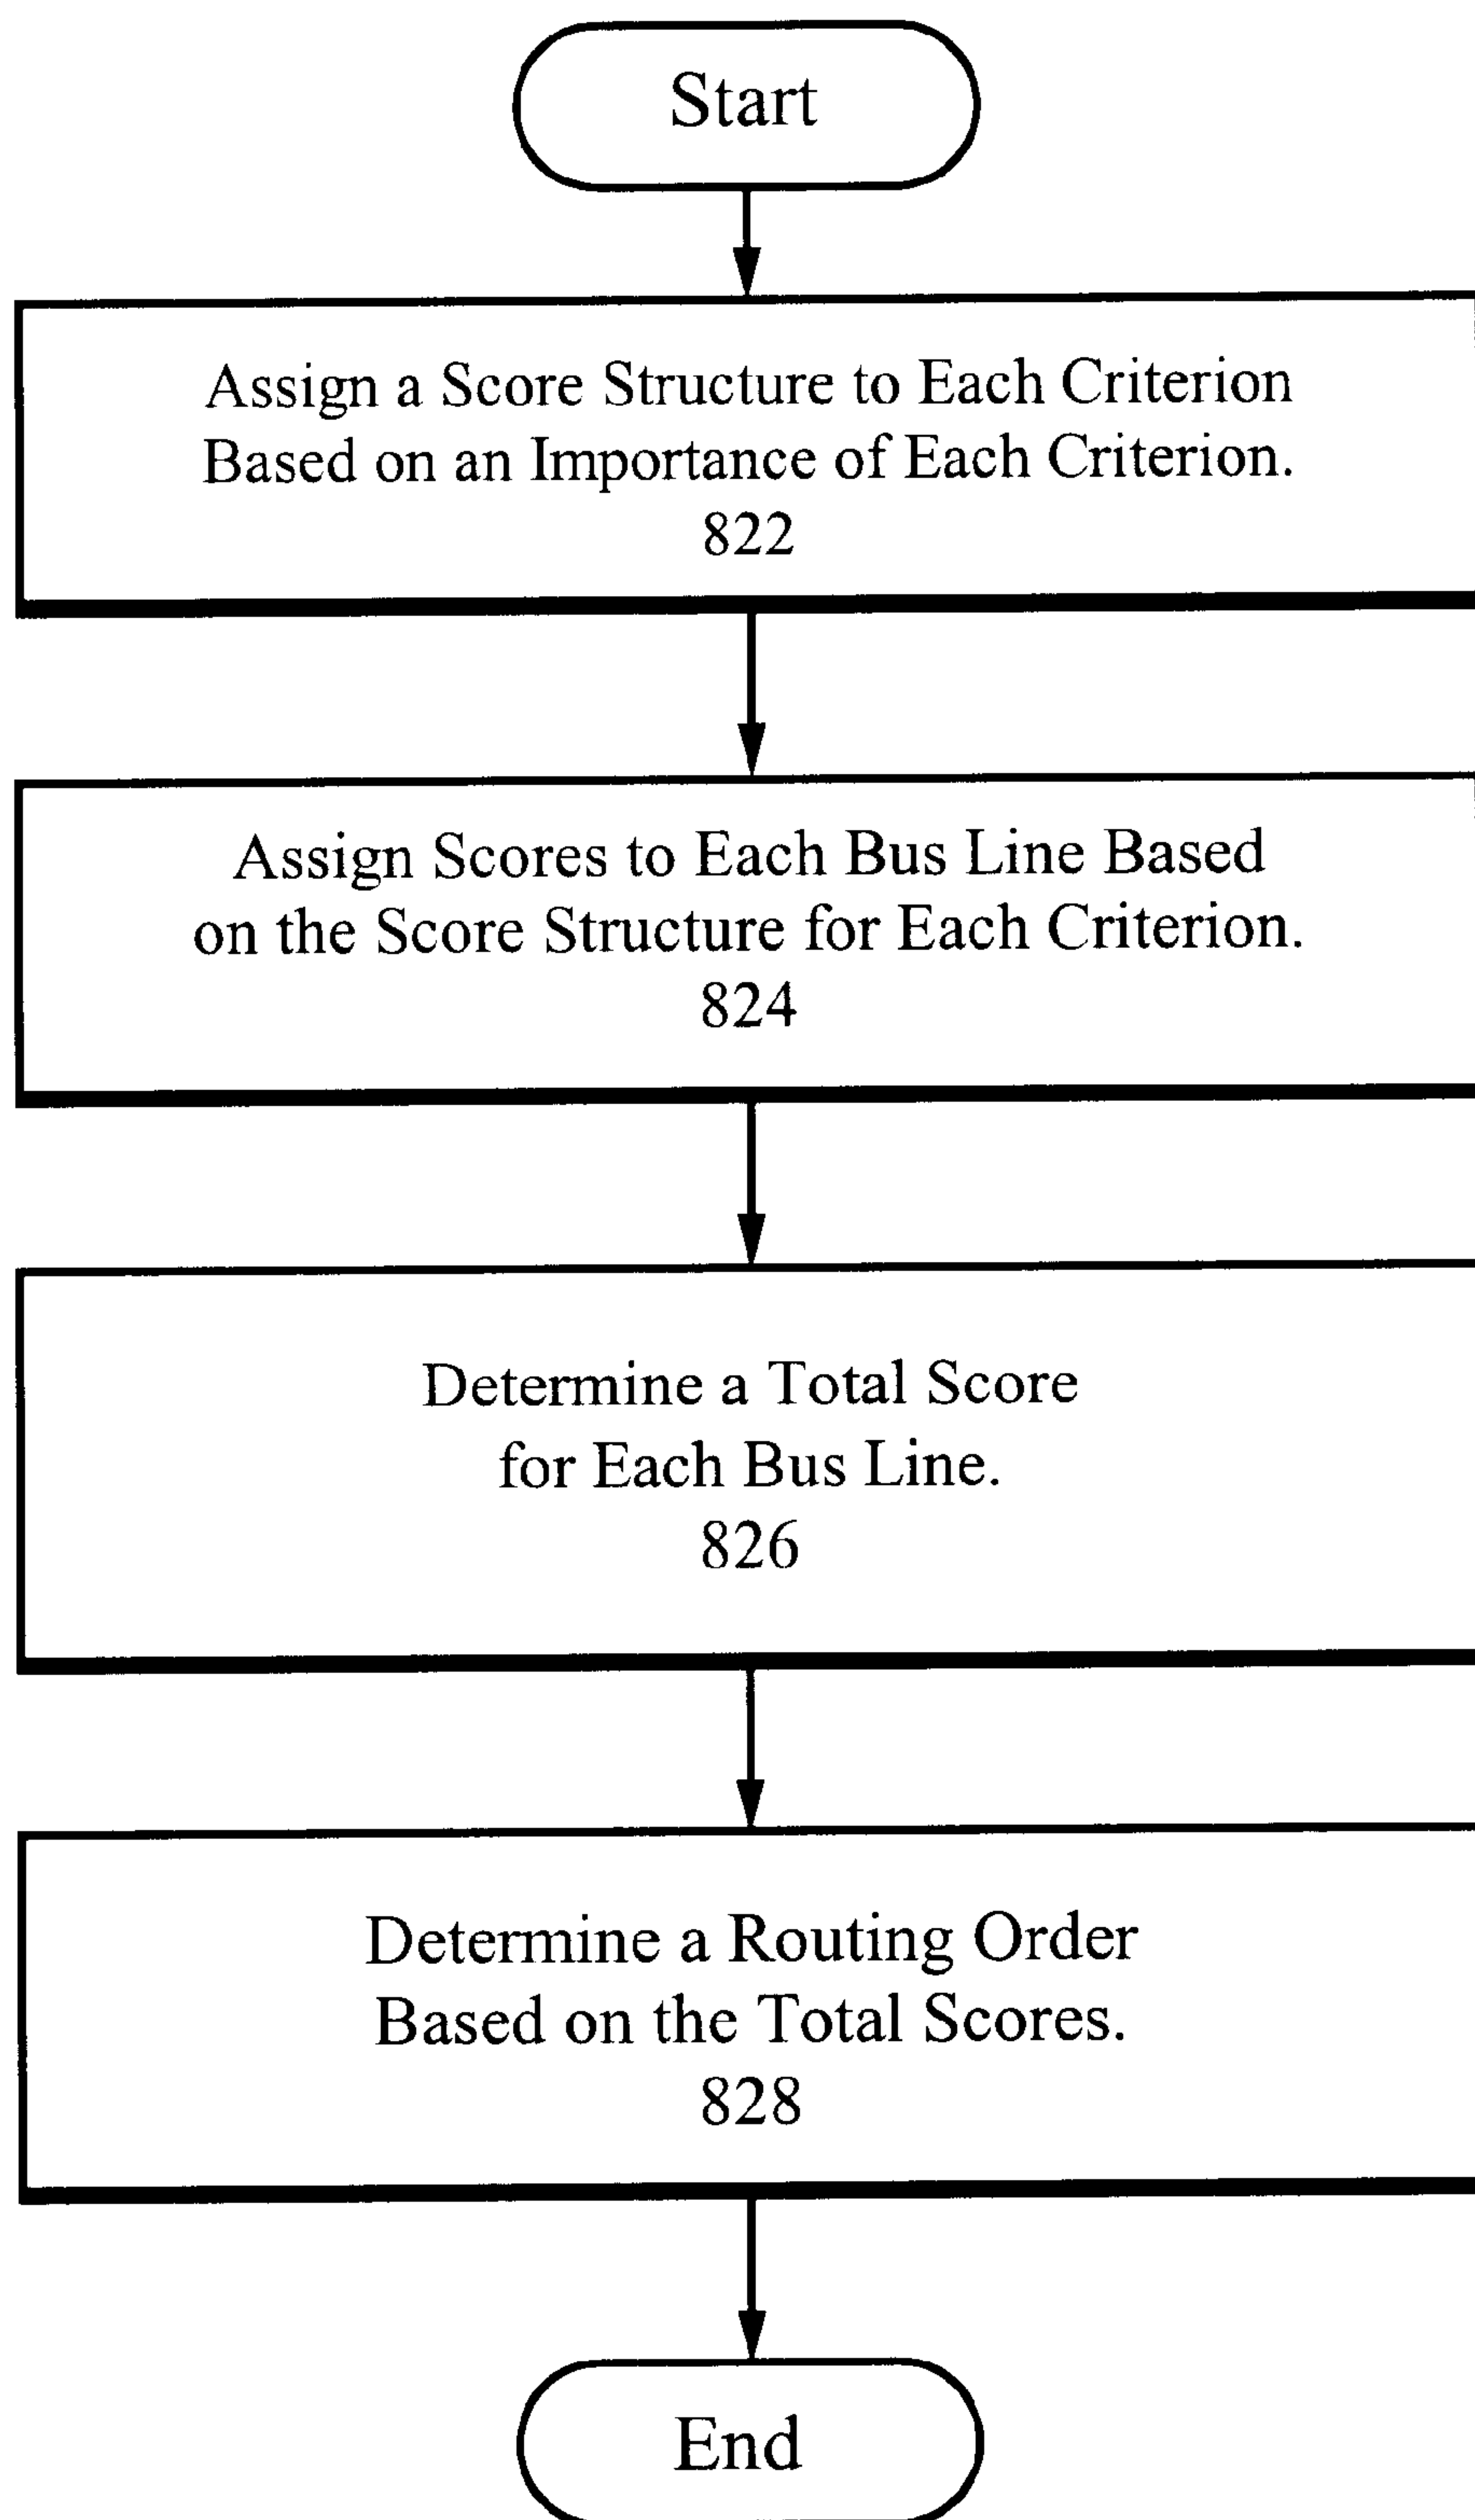 Start
Assign a Score Structure to Each Criterion
Based on an Importance of Each Criterion.
822
Assign Scores to Each Bus Line Based
on the Score Structure for Each Criterion.
824
Determine a Total Score
for Each Bus Line.
826
Determine a Routing Order
Based on the Total Scores.
828
End